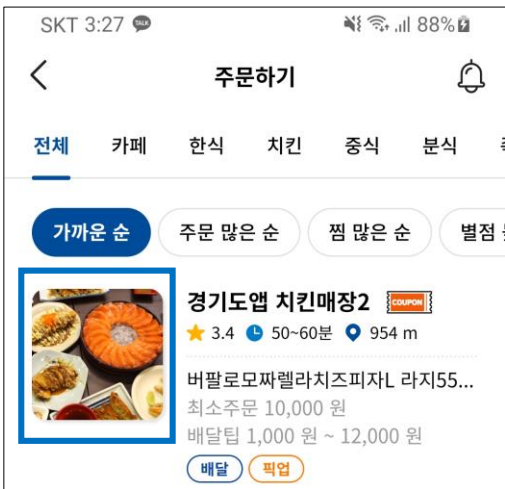 SKT 3:27 TALK 88%
주문하기
전체 카페 한식 치킨 중식 분식
가까운 순 주문 많은 순 찜 많은 순 별점
경기도앱 치킨매장2 COUPON
3.4 50~60분 954 m
버팔로모짜렐라치즈피자L 라지55...
최소주문 10,000 원
배달팁 1,000 원 ~ 12,000 원
배달 픽업